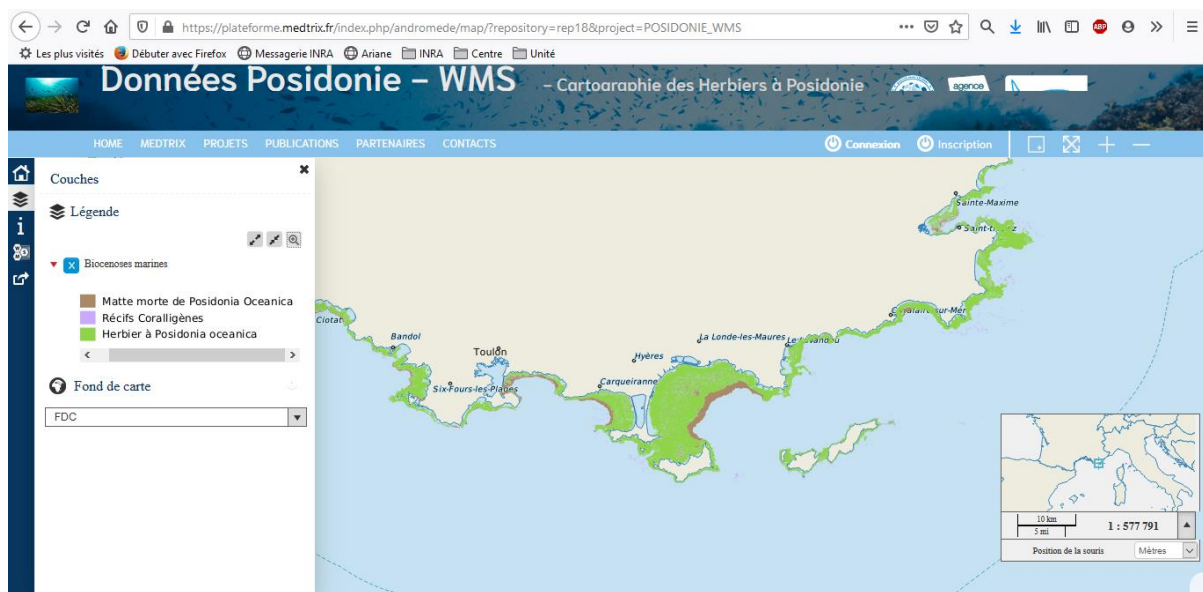 https://plateforme.medtrix.fr/index.php/andromede/map/?repository=rep18&project=POSIDONIE_WMS
Les plus visités Débuter avec Firefox Messagerie INRA Ariane INRA Centre Unité
Données Posidonie – WMS – Cartographie des Herbiers à Posidonie agence
HOME MEDTRIX PROJETS PUBLICATIONS PARTENAIRES CONTACTS Connexion Inscription
Couches
Légende
Biocenoses marines
Matte morte de Posidonia Oceanica
Récifs Coralligènes
Herbier à Posidonia oceanica
Fond de carte
FDC
Sainte-Maxime
Ciotat
Bandol
Toulon
Six-Fours-les-Plages
La Londe-les-Maures
Hyères
Carqueiranne
10 km
5 mi
1 : 577 791
Position de la souris Mètres
ABP